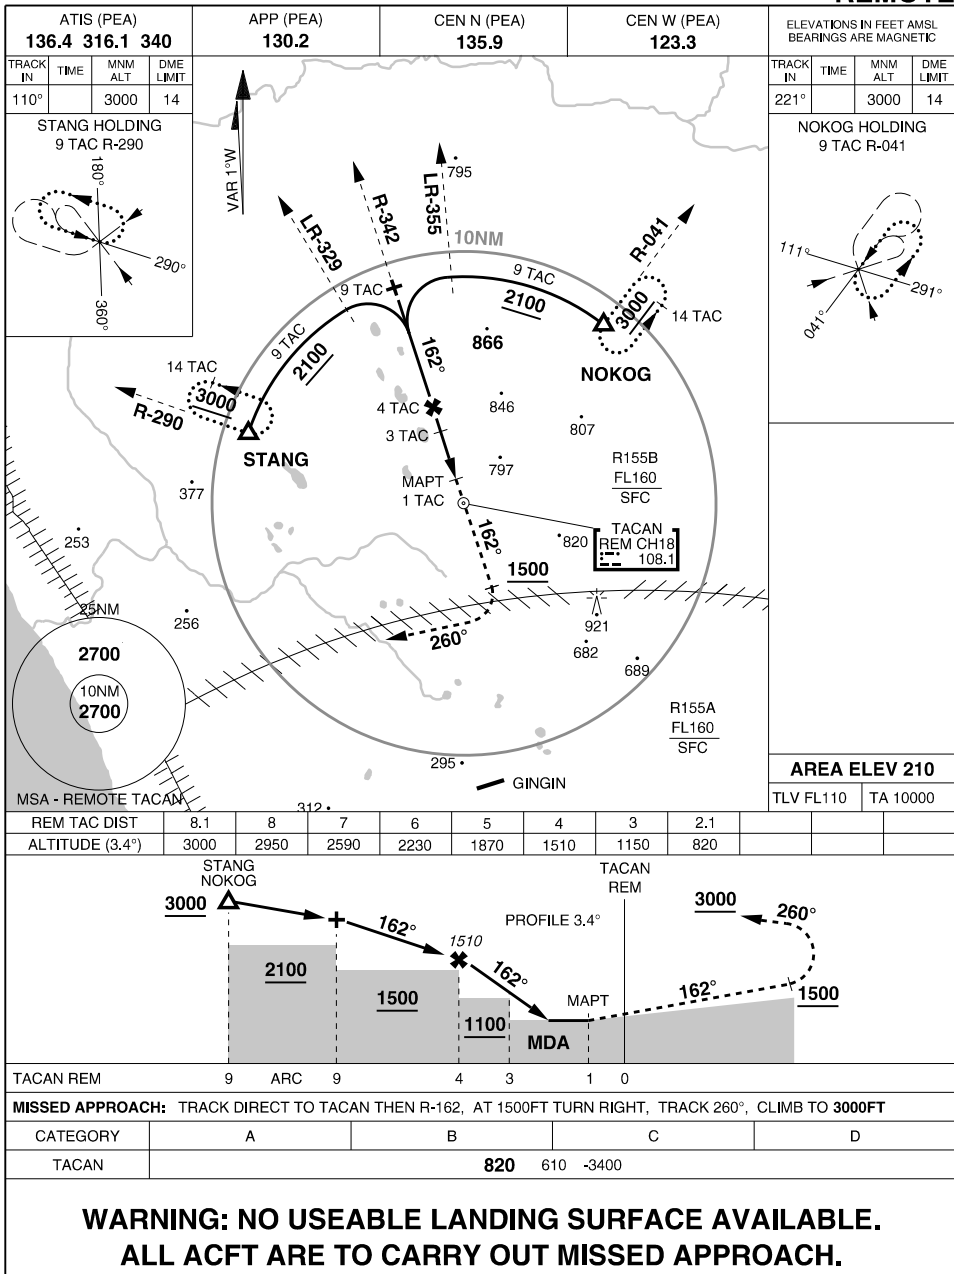 ATIS (PEA)
136.4 316.1 340
APP (PEA)
130.2
CEN N (PEA)
135.9
CEN W (PEA)
123.3
ELEVATIONS IN FEET AMSL
BEARINGS ARE MAGNETIC
TRACK IN TIME MNM ALT DME LIMIT
110° 3000 14
STANG HOLDING
9 TAC R-290
180°
290°
360°
VAR 1°W
TRACK IN TIME MNM ALT DME LIMIT
221° 3000 14
NOKOG HOLDING
9 TAC R-041
111°
291°
041°
795
LR-329
R-342
LR-355
R-041
10NM
9 TAC
9 TAC
2100
3000
14 TAC
9 TAC
2100
162°
866
NOKOG
14 TAC
3000
R-290
STANG
4 TAC
846
807
3 TAC
797
R155B
FL160
SFC
MAPT
1 TAC
377
253
162°
820
TACAN
REM CH18
108.1
1500
25NM
256
260°
921
682
689
2700
10NM
2700
R155A
FL160
SFC
295
GINGIN
312
MSA - REMOTE TACAN
AREA ELEV 210
TLV FL110 TA 10000
REM TAC DIST 8.1 8 7 6 5 4 3 2.1
ALTITUDE (3.4°) 3000 2950 2590 2230 1870 1510 1150 820
STANG
NOKOG
3000
162°
1510
162°
PROFILE 3.4°
TACAN
REM
3000
260°
2100
1500
1100
MDA
MAPT
162°
1500
TACAN REM 9 ARC 9 4 3 1 0
MISSED APPROACH: TRACK DIRECT TO TACAN THEN R-162, AT 1500FT TURN RIGHT, TRACK 260°, CLIMB TO 3000FT
CATEGORY A B C D
TACAN 820 610 -3400
WARNING: NO USEABLE LANDING SURFACE AVAILABLE.
ALL ACFT ARE TO CARRY OUT MISSED APPROACH.